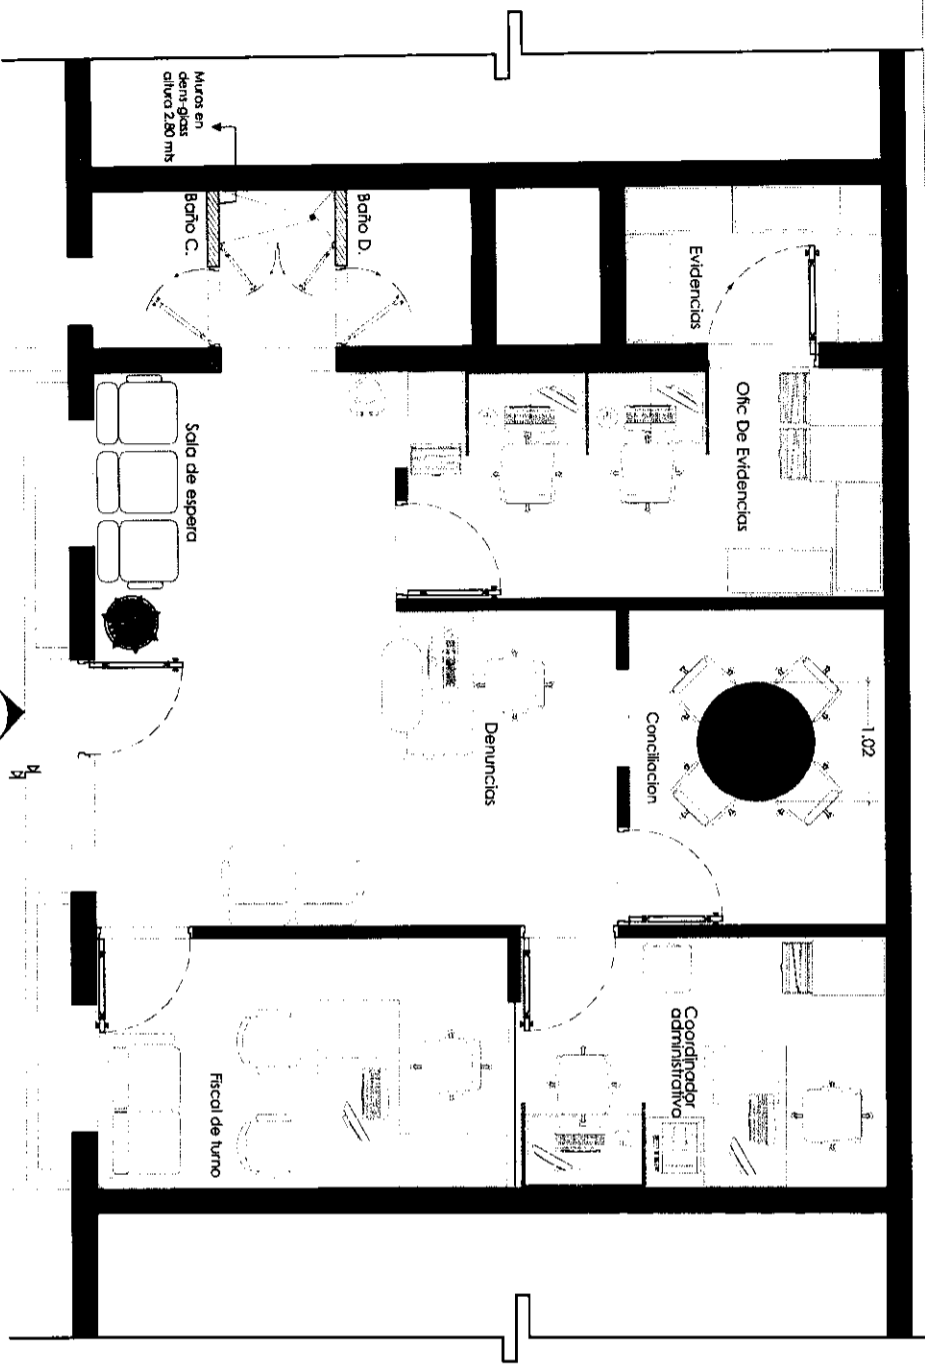 Muros en
dens-glass
altura 2.80 mts
Baño C.
Baño D.
Evidencias
Sala de espera
Ofic De Evidencias
Denuncias
Conciliacion
1.02
Fiscal de turno
Coordinador
administrativo